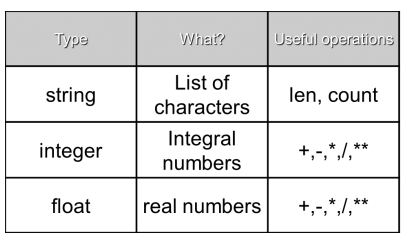 Type What? Useful operations
string List of characters len, count
integer Integral numbers +,-,*,/,**
float real numbers +,-,*,/,**